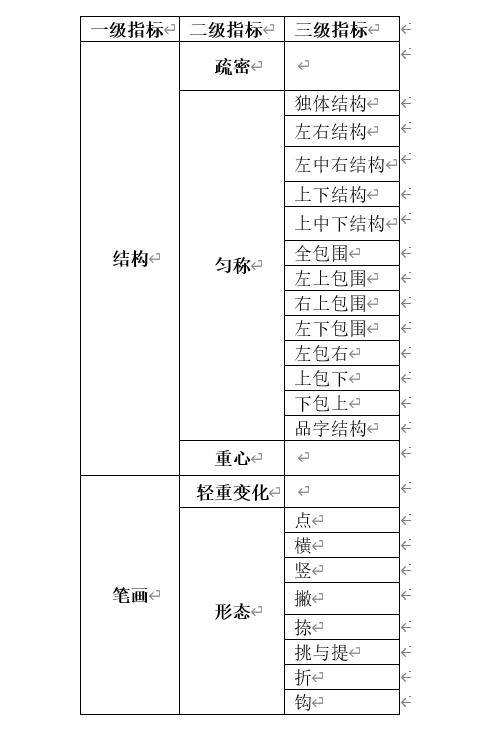 一级指标 二级指标 三级指标
疏密
独体结构
左右结构
左中右结构
上下结构
上中下结构
全包围
结构 匀称 左上包围
右上包围
左下包围
左包右
上包下
下包上
品字结构
重心
轻重变化
点
横
竖
笔画 形态 撇
捺
挑与提
折
钩